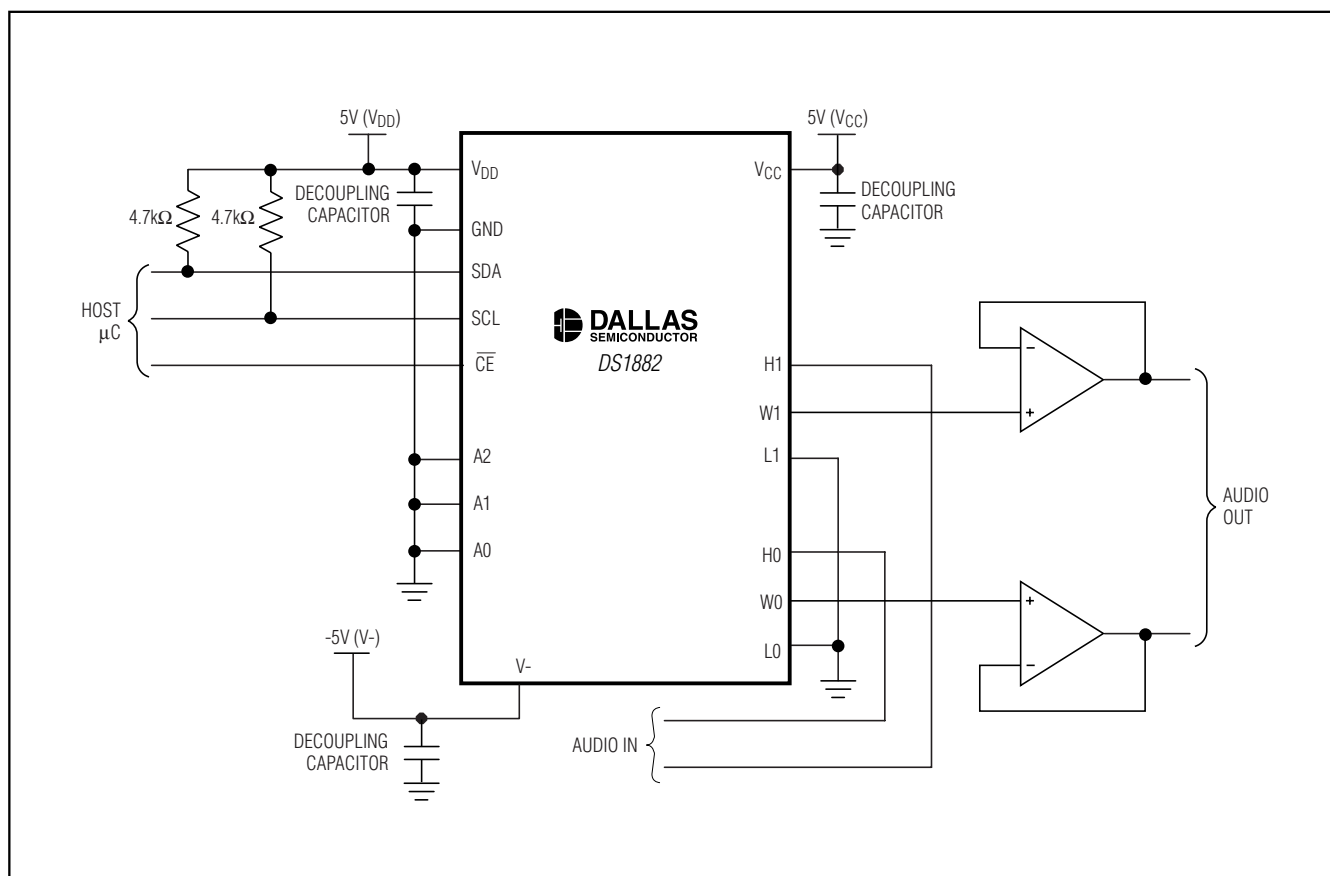 5V (VDD)
5V (VCC)
VDD
VCC
DECOUPLING
CAPACITOR
DECOUPLING
CAPACITOR
4.7kΩ
4.7kΩ
GND
SDA
HOST
μC
SCL
CE
DALLAS
SEMICONDUCTOR
DS1882
H1
W1
L1
A2
A1
A0
H0
W0
L0
-
+
+
-
AUDIO
OUT
-5V (V-)
V-
DECOUPLING
CAPACITOR
AUDIO IN